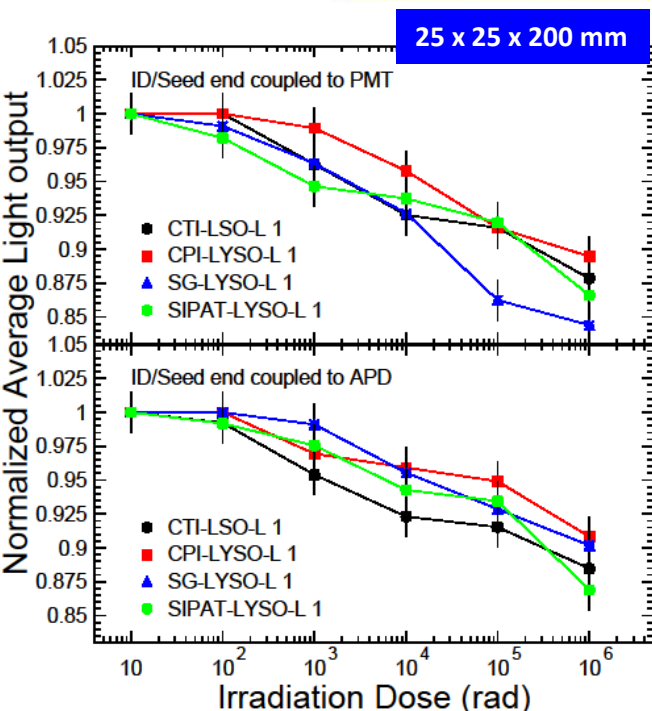 25 x 25 x 200 mm
Normalized Average Light output
1.05
1.025
1
0.975
0.95
0.925
0.9
0.875
0.85
ID/Seed end coupled to PMT
CTI-LSO-L 1
CPI-LYSO-L 1
SG-LYSO-L 1
SIPAT-LYSO-L 1
1.05
1.025
1
0.975
0.95
0.925
0.9
0.875
0.85
ID/Seed end coupled to APD
CTI-LSO-L 1
CPI-LYSO-L 1
SG-LYSO-L 1
SIPAT-LYSO-L 1
10 10² 10³ 10⁴ 10⁵ 10⁶
Irradiation Dose (rad)